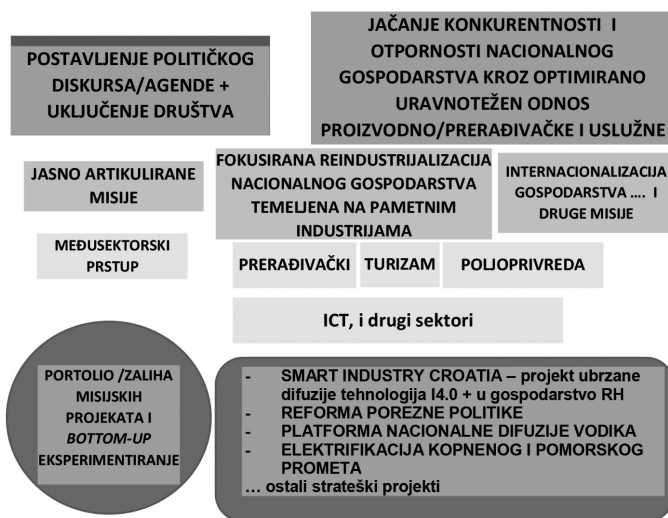 POSTAVLJENJE POLITIČKOG
DISKURSA/AGENDE +
UKLJUČENJE DRUŠTVA
JAČANJE KONKURENTNOSTI I
OTPORNOSTI NACIONALNOG
GOSPODARSTVA KROZ OPTIMIRANO
URAVNOTEŽEN ODNOS
PROIZVODNO/PRERAĐIVAČKE I USLUŽNE
JASNO ARTIKULIRANE
MISIJE
FOKUSIRANA REINDUSTRIJALIZACIJA
NACIONALNOG GOSPODARSTVA
TEMELJENA NA PAMETNIM
INDUSTRIJAMA
INTERNACIONALIZACIJA
GOSPODARSTVA .... I
DRUGE MISIJE
MEĐUSEKTORSKI
PRSTUP
PRERAĐIVAČKI
TURIZAM
POLJOPRIVREDA
ICT, i drugi sektori
PORTOLIO /ZALIHA
MISIJSKIH
PROJEKATA I
BOTTOM-UP
EKSPERIMENTIRANJE
- SMART INDUSTRY CROATIA – projekt ubrzane
difuzije tehnologija I4.0 + u gospodarstvo RH
- REFORMA POREZNE POLITIKE
- PLATFORMA NACIONALNE DIFUZIJE VODIKA
- ELEKTRIFIKACIJA KOPNENOG I POMORSKOG
PROMETA
... ostali strateški projekti